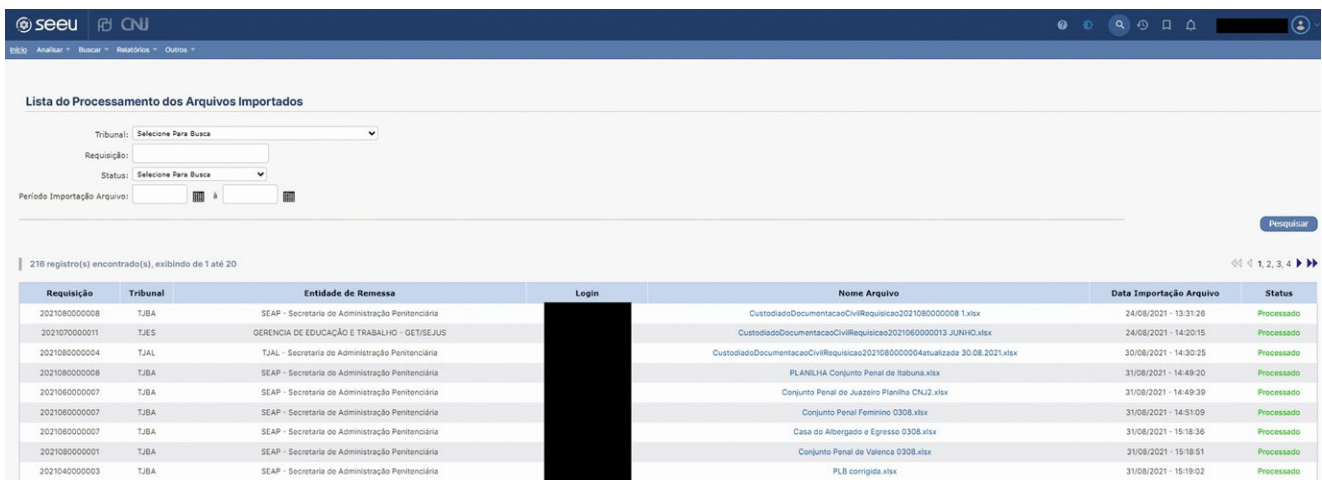 seeu CNJ
Início Analisar Buscar Relatórios Outros
Lista do Processamento dos Arquivos Importados
Tribunal: Selecione Para Busca
Requisição:
Status: Selecione Para Busca
Período Importação Arquivo: à
Pesquisar
216 registro(s) encontrado(s), exibindo de 1 até 20 1, 2, 3, 4
Requisição Tribunal Entidade de Remessa Login Nome Arquivo Data Importação Arquivo Status
2021080000008 TJBA SEAP - Secretaria de Administração Penitenciária CustodiadoDocumentacaoCivilRequisicao2021080000008 1.xlsx 24/08/2021 - 13:31:26 Processado
2021070000011 TJES GERENCIA DE EDUCAÇÃO E TRABALHO - GET/SEJUS CustodiadoDocumentacaoCivilRequisicao2021060000013 JUNHO.xlsx 24/08/2021 - 14:20:15 Processado
2021080000004 TJAL TJAL - Secretaria de Administração Penitenciária CustodiadoDocumentacaoCivilRequisicao2021080000004atualizada 30.08.2021.xlsx 30/08/2021 - 14:30:25 Processado
2021080000008 TJBA SEAP - Secretaria de Administração Penitenciária PLANILHA Conjunto Penal de Itabuna.xlsx 31/08/2021 - 14:49:20 Processado
2021060000007 TJBA SEAP - Secretaria de Administração Penitenciária Conjunto Penal de Juazeiro Planilha CNJ2.xlsx 31/08/2021 - 14:49:39 Processado
2021060000007 TJBA SEAP - Secretaria de Administração Penitenciária Conjunto Penal Feminino 0308.xlsx 31/08/2021 - 14:51:09 Processado
2021060000007 TJBA SEAP - Secretaria de Administração Penitenciária Casa do Albergado e Egresso 0308.xlsx 31/08/2021 - 15:18:36 Processado
2021080000001 TJBA SEAP - Secretaria de Administração Penitenciária Conjunto Penal de Valenca 0308.xlsx 31/08/2021 - 15:18:51 Processado
2021040000003 TJBA SEAP - Secretaria de Administração Penitenciária PLB corrigida.xlsx 31/08/2021 - 15:19:02 Processado